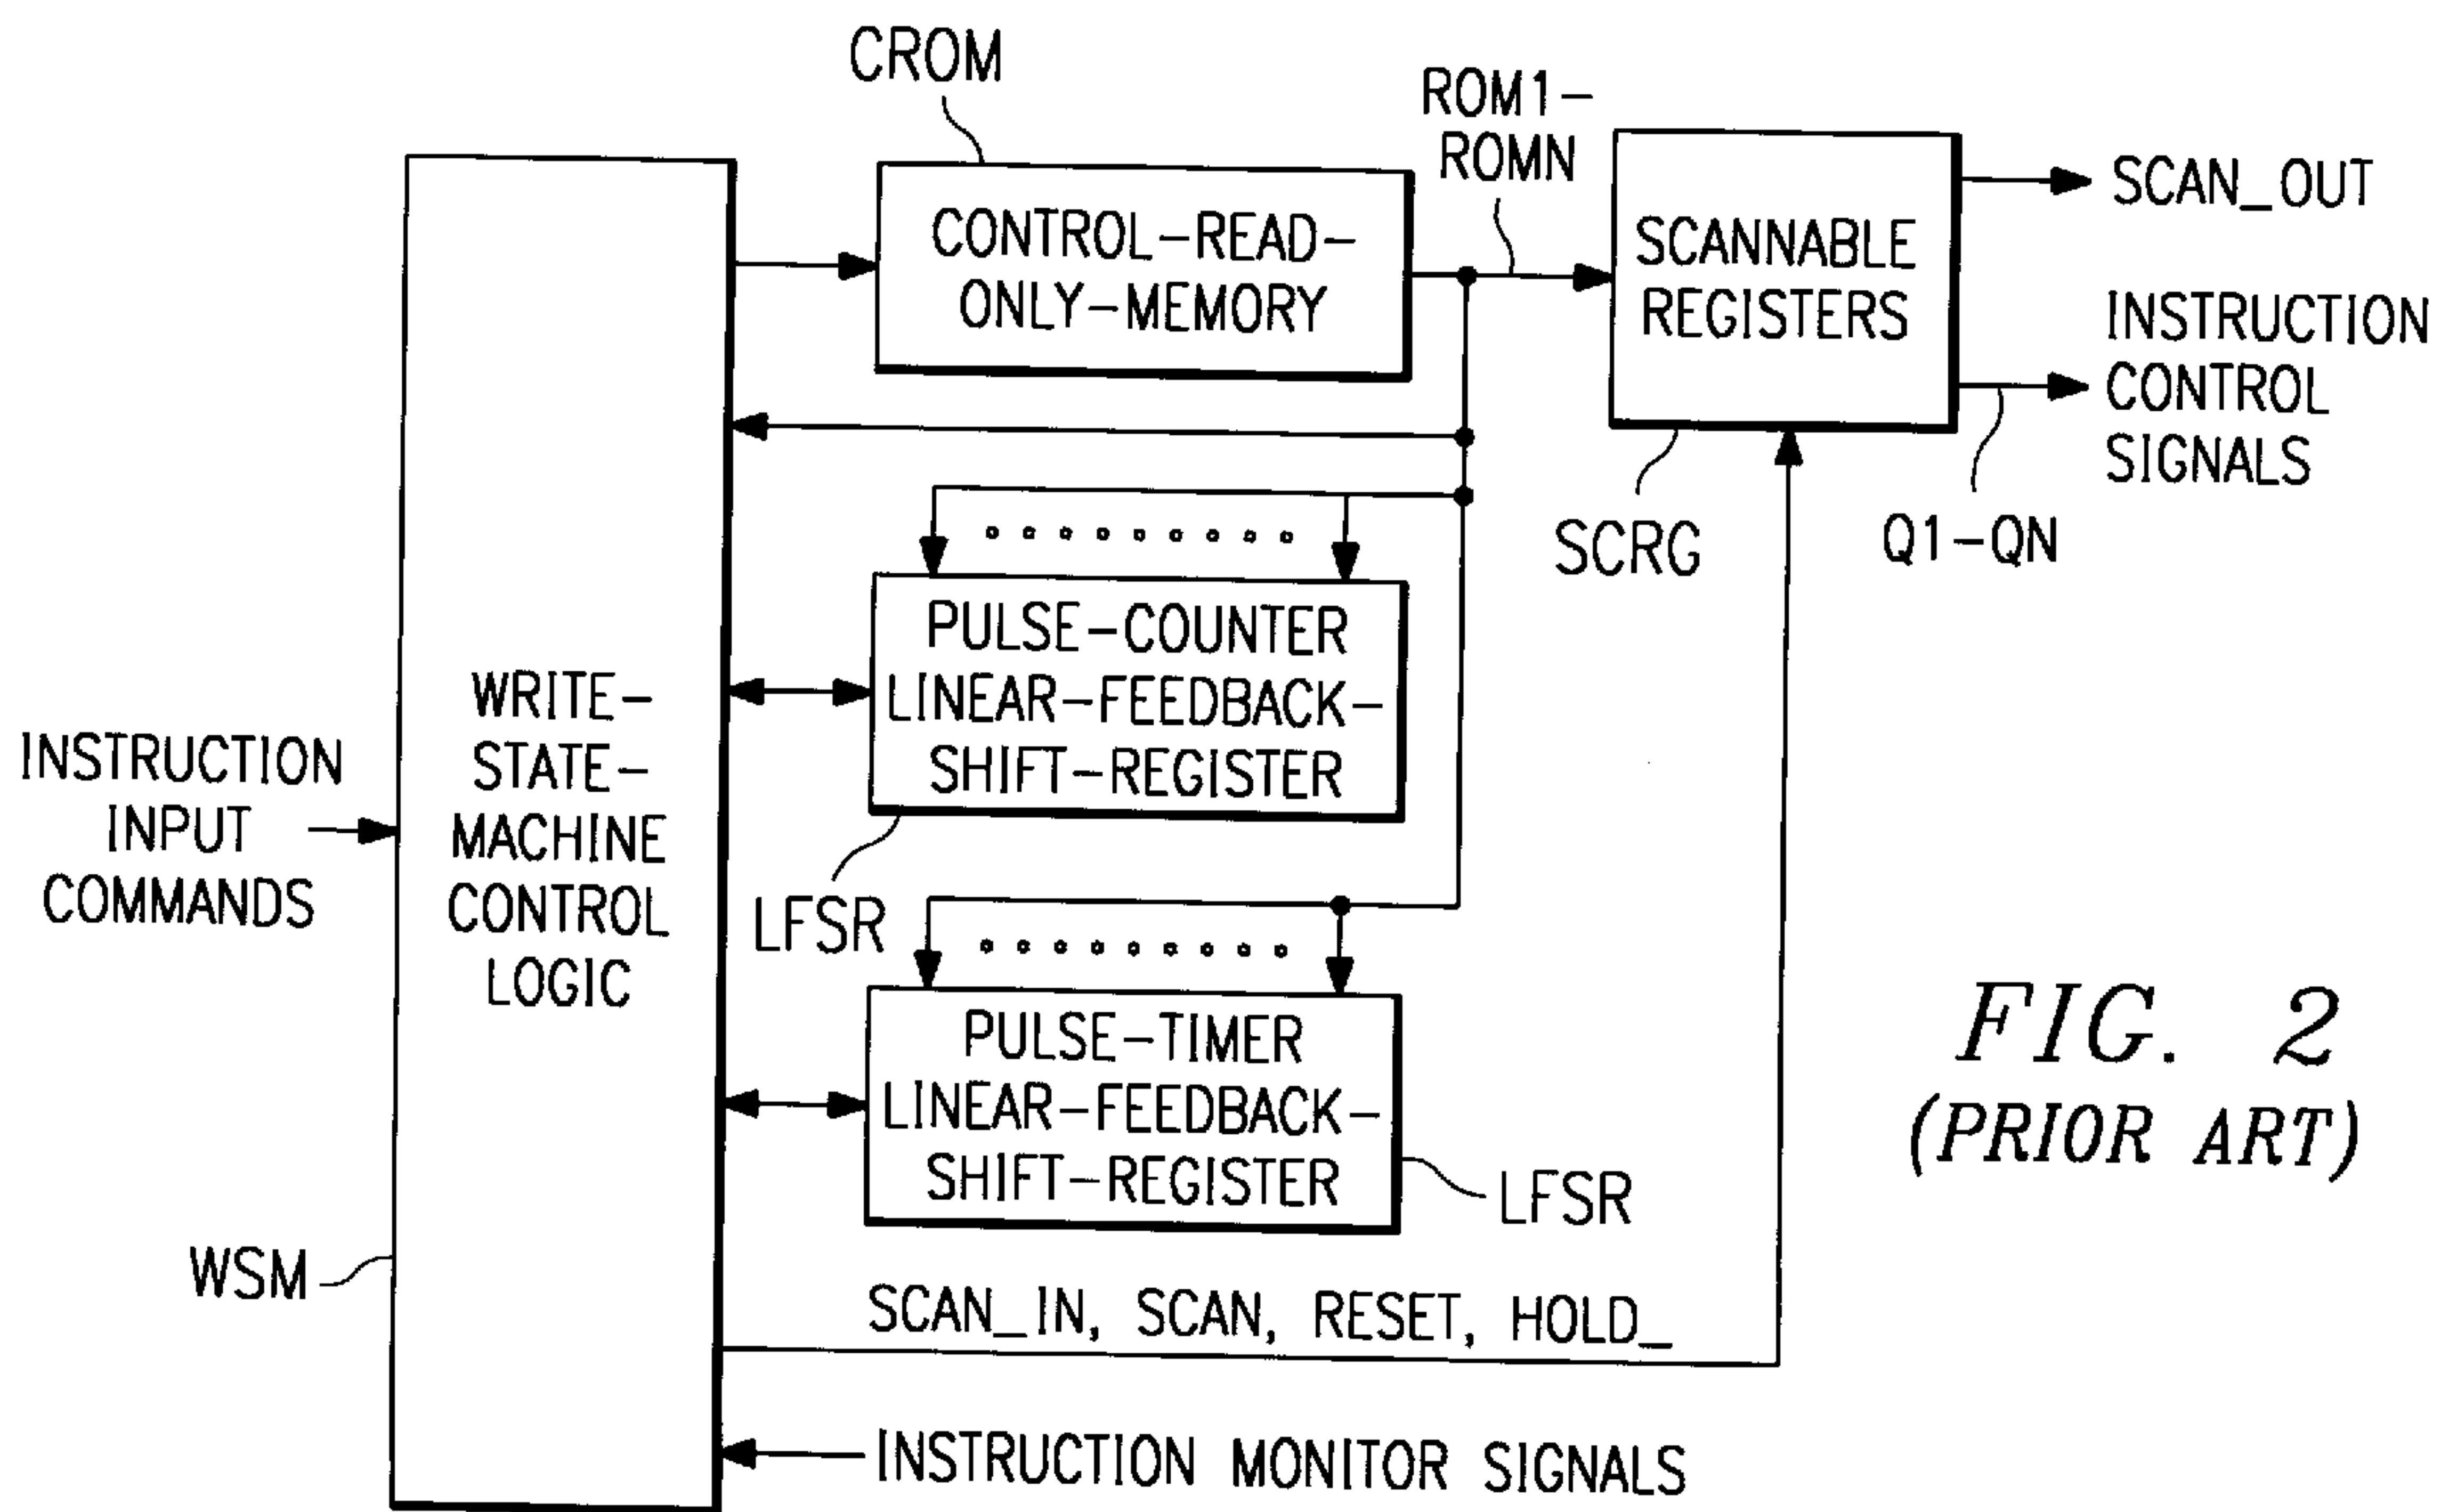 CROM
ROM1-
ROMN
CONTROL-READ-
ONLY-MEMORY
SCANNABLE
REGISTERS
SCAN_OUT
INSTRUCTION
CONTROL
SIGNALS
SCRG
Q1-QN
PULSE-COUNTER
LINEAR-FEEDBACK-
SHIFT-REGISTER
LFSR
INSTRUCTION
INPUT
COMMANDS
WRITE-
STATE-
MACHINE
CONTROL
LOGIC
PULSE-TIMER
LINEAR-FEEDBACK-
SHIFT-REGISTER
LFSR
WSM
SCAN_IN, SCAN, RESET, HOLD_
INSTRUCTION MONITOR SIGNALS
FIG. 2
(PRIOR ART)